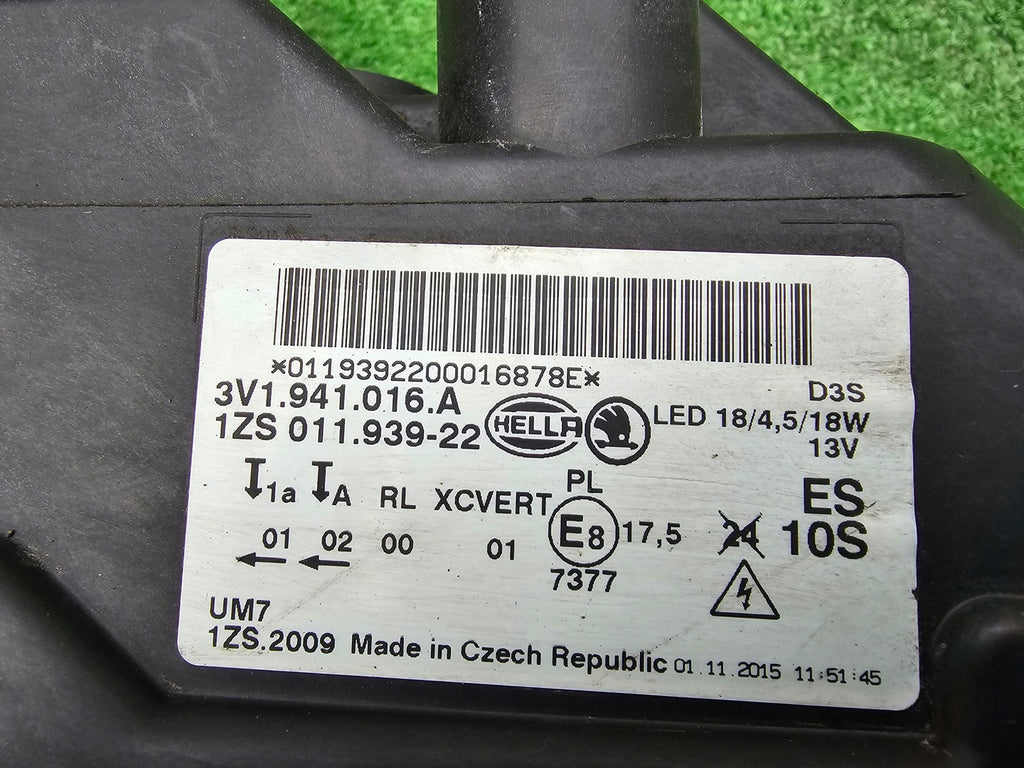 *0119392200016878E*
3V1.941.016.A
1ZS 011.939-22
HELLA
D3S
LED 18/4,5/18W
13V
1a A RL XCVERT
01 02 00 01
PL
E8 17,5
7377
24
ES
10S
UM7
1ZS.2009 Made in Czech Republic 01.11.2015 11:51:45